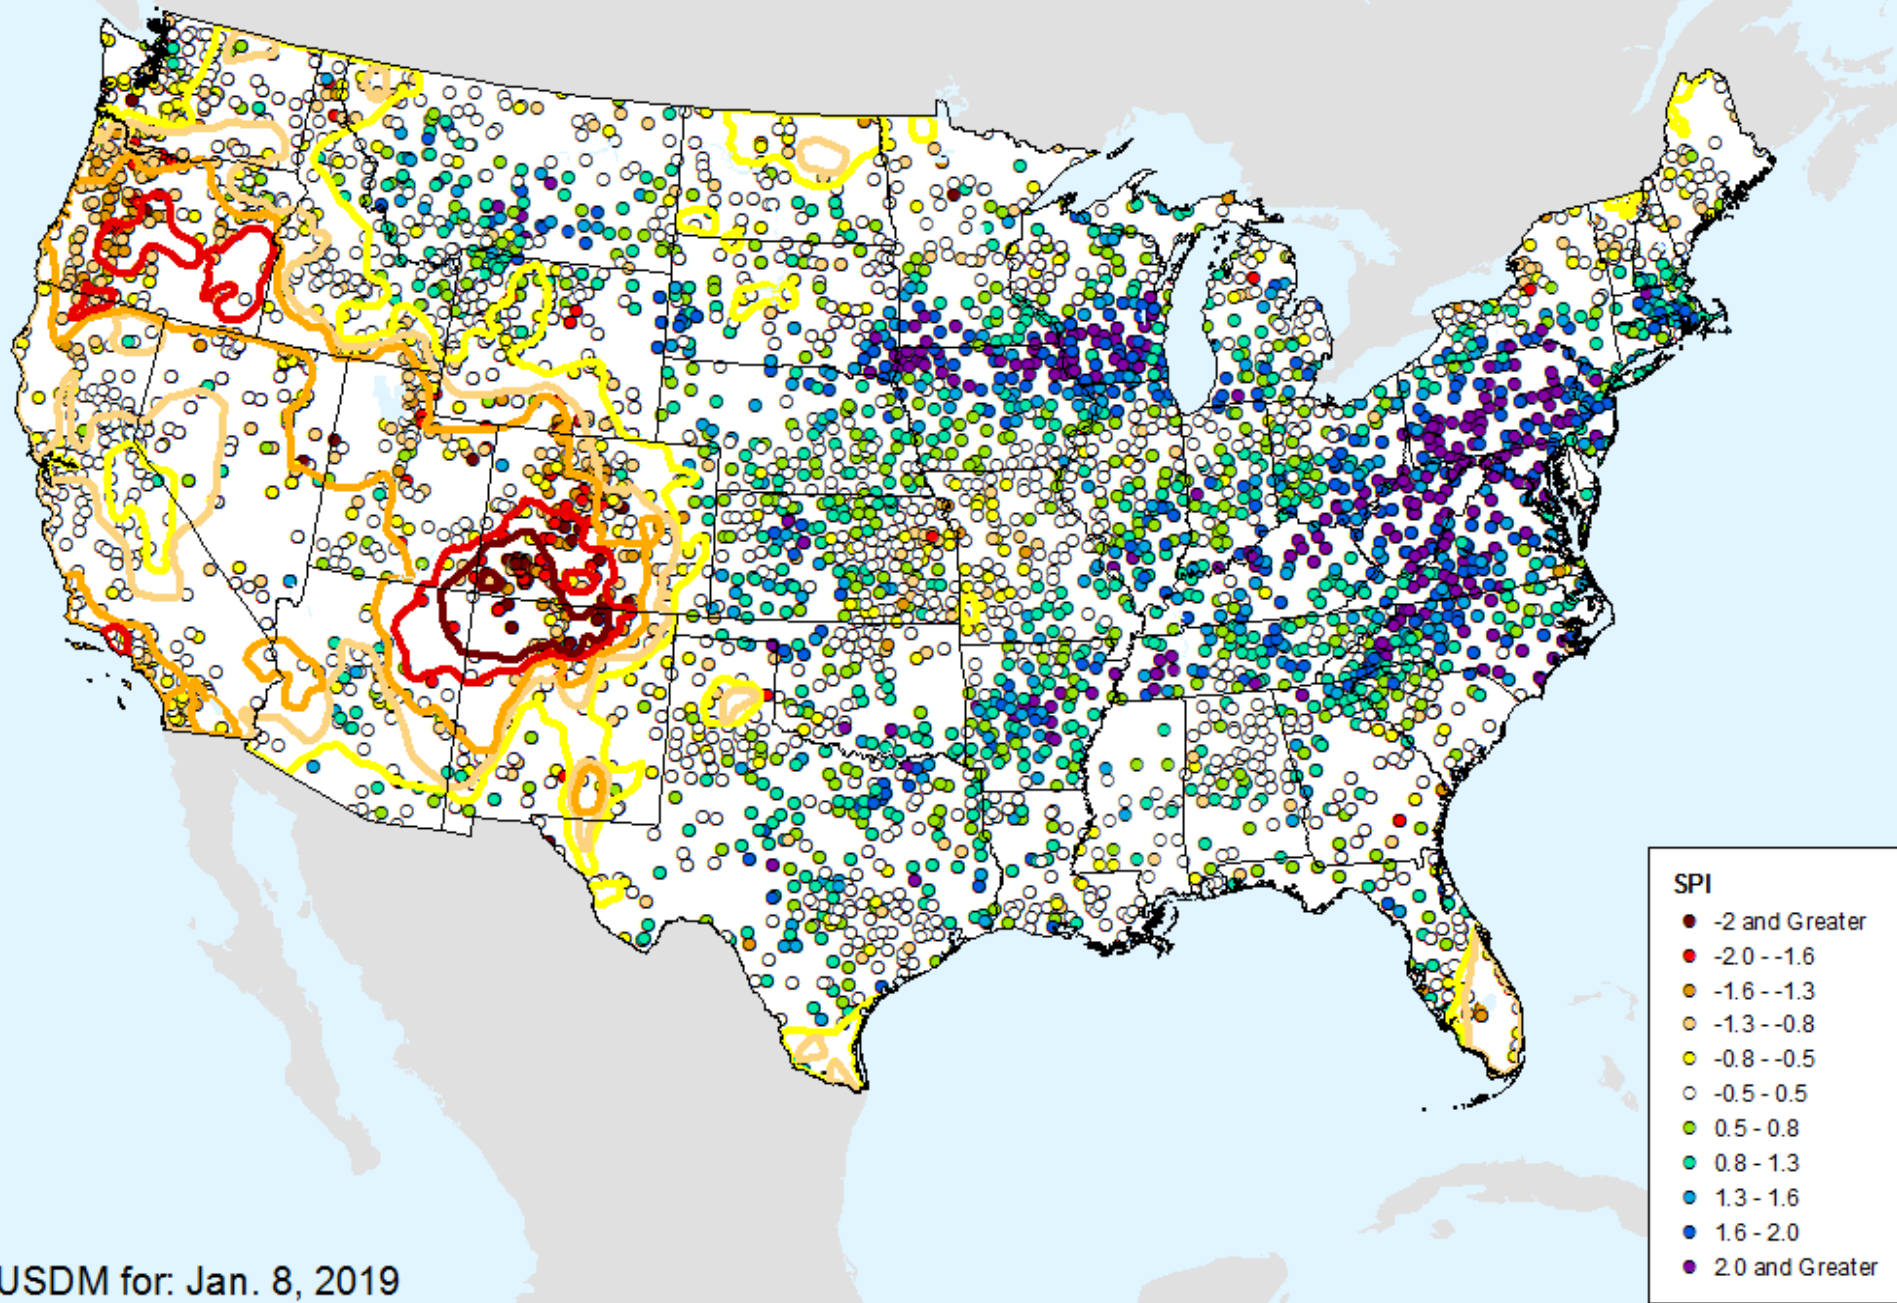 SPI
-2 and Greater
-2.0 - -1.6
-1.6 - -1.3
-1.3 - -0.8
-0.8 - -0.5
-0.5 - 0.5
0.5 - 0.8
0.8 - 1.3
1.3 - 1.6
1.6 - 2.0
2.0 and Greater
USDM for: Jan. 8, 2019